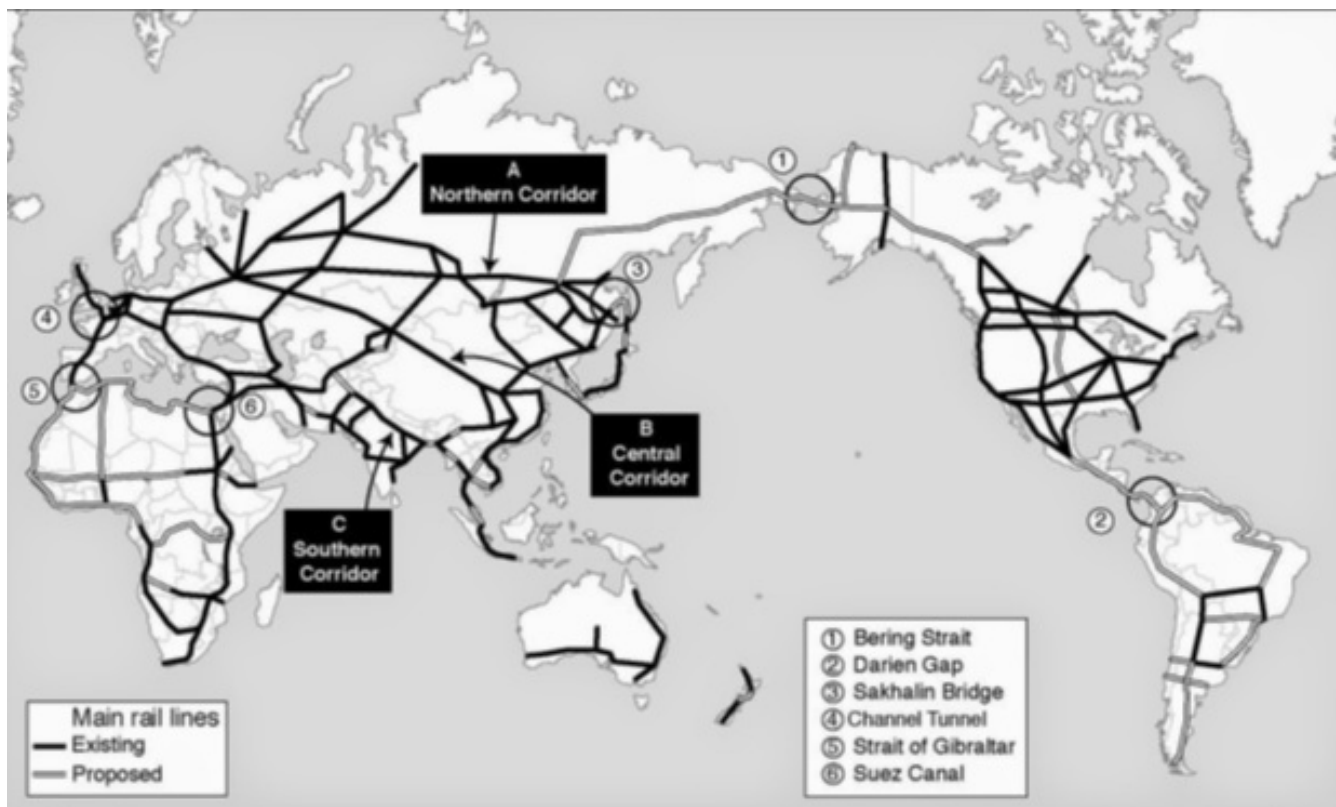 ①
A
Northern Corridor
③
④
⑤
⑥
B
Central
Corridor
②
C
Southern
Corridor
① Bering Strait
② Darien Gap
③ Sakhalin Bridge
④ Channel Tunnel
⑤ Strait of Gibraltar
⑥ Suez Canal
Main rail lines
Existing
Proposed